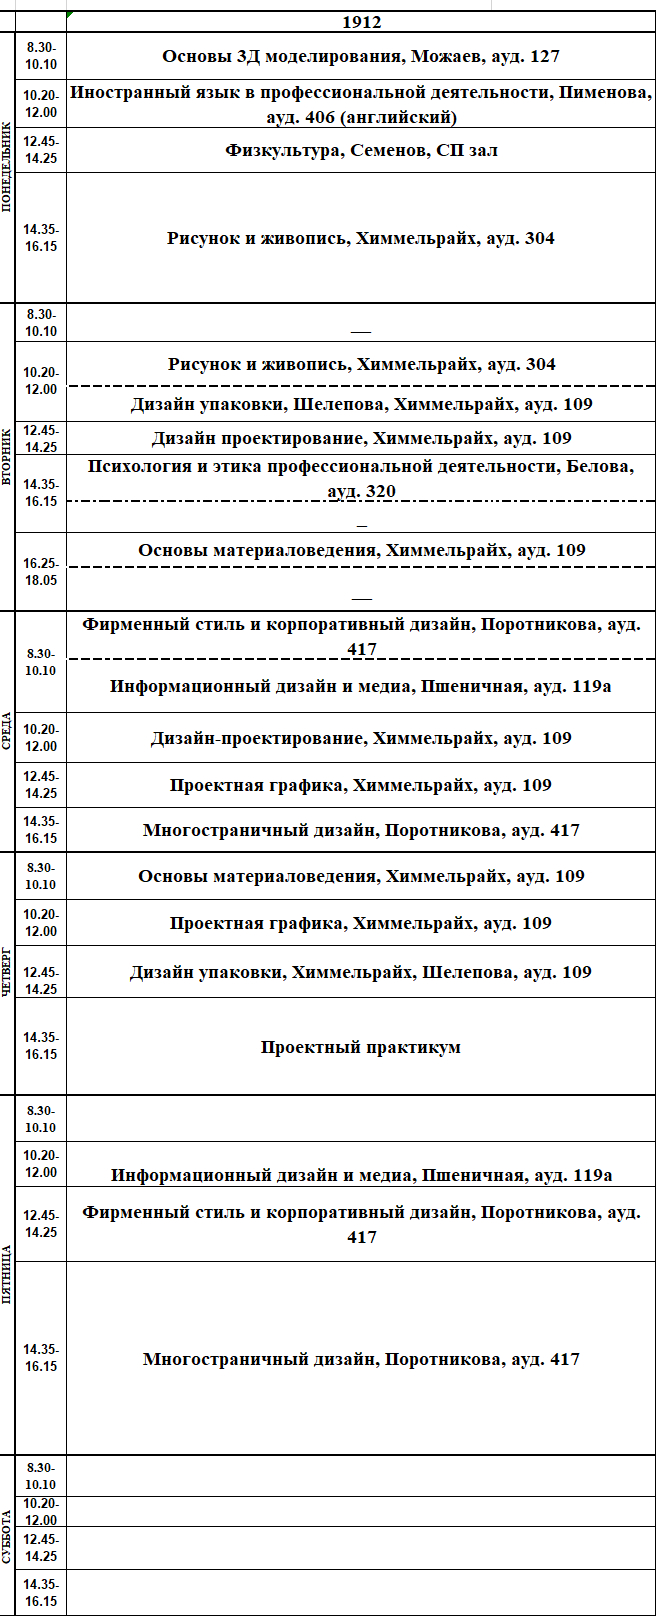 1912
ПОНЕДЕЛЬНИК
8.30-
10.10
Основы 3Д моделирования, Можаев, ауд. 127
10.20-
12.00
Иностранный язык в профессиональной деятельности, Пименова,
ауд. 406 (английский)
12.45-
14.25
Физкультура, Семенов, СП зал
14.35-
16.15
Рисунок и живопись, Химмельрайх, ауд. 304
ВТОРНИК
8.30-
10.10
__
10.20-
12.00
Рисунок и живопись, Химмельрайх, ауд. 304
Дизайн упаковки, Шелепова, Химмельрайх, ауд. 109
12.45-
14.25
Дизайн проектирование, Химмельрайх, ауд. 109
14.35-
16.15
Психология и этика профессиональной деятельности, Белова,
ауд. 320
_
16.25-
18.05
Основы материаловедения, Химмельрайх, ауд. 109
__
СРЕДА
8.30-
10.10
Фирменный стиль и корпоративный дизайн, Поротникова, ауд.
417
Информационный дизайн и медиа, Пшеничная, ауд. 119а
10.20-
12.00
Дизайн-проектирование, Химмельрайх, ауд. 109
12.45-
14.25
Проектная графика, Химмельрайх, ауд. 109
14.35-
16.15
Многостраничный дизайн, Поротникова, ауд. 417
ЧЕТВЕРГ
8.30-
10.10
Основы материаловедения, Химмельрайх, ауд. 109
10.20-
12.00
Проектная графика, Химмельрайх, ауд. 109
12.45-
14.25
Дизайн упаковки, Химмельрайх, Шелепова, ауд. 109
14.35-
16.15
Проектный практикум
ПЯТНИЦА
8.30-
10.10
10.20-
12.00
Информационный дизайн и медиа, Пшеничная, ауд. 119а
12.45-
14.25
Фирменный стиль и корпоративный дизайн, Поротникова, ауд.
417
14.35-
16.15
Многостраничный дизайн, Поротникова, ауд. 417
СУББОТА
8.30-
10.10
10.20-
12.00
12.45-
14.25
14.35-
16.15